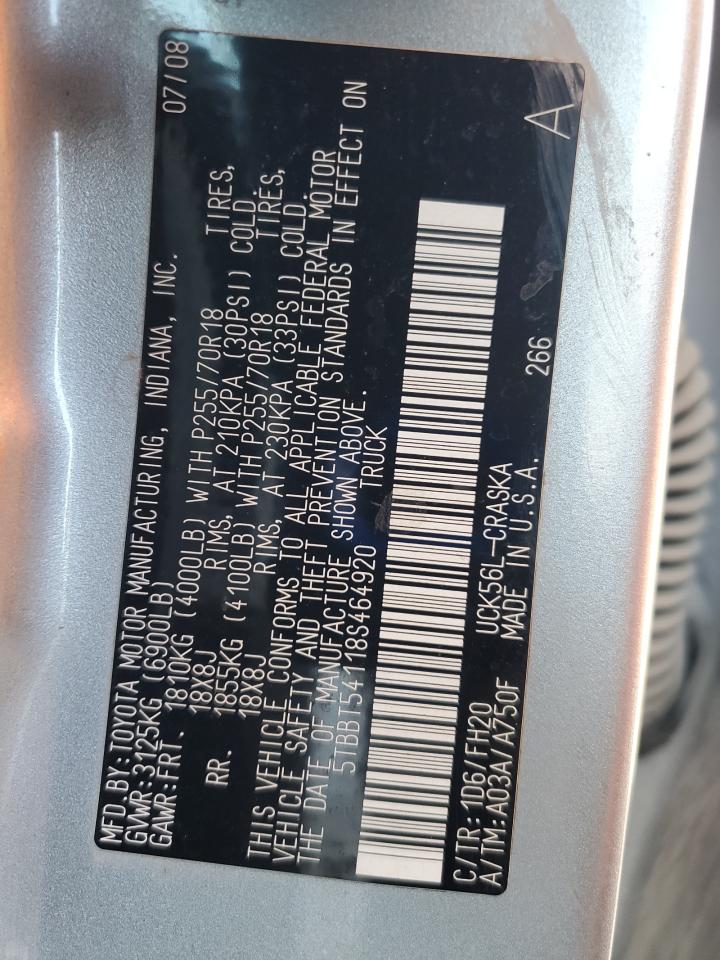 MFD. BY: TOYOTA MOTOR MANUFACTURING, INDIANA, INC. 07/08
GVWR: 3125KG (6900LB)
GAWR: FRT. 1810KG (4000LB) WITH P255/70R18 TIRES,
18X8J RIMS, AT 210KPA (30PSI) COLD.
RR. 1855KG (4100LB) WITH P255/70R18 TIRES,
18X8J RIMS, AT 230KPA (33PSI) COLD.
THIS VEHICLE CONFORMS TO ALL APPLICABLE FEDERAL MOTOR
VEHICLE SAFETY AND THEFT PREVENTION STANDARDS IN EFFECT ON
THE DATE OF MANUFACTURE SHOWN ABOVE.
5TBBT54118S464920 TRUCK
C/TR: 1D6/FH20 UCK56L-CRASKA
A/TM: A03A/A750F MADE IN U.S.A. 266
A